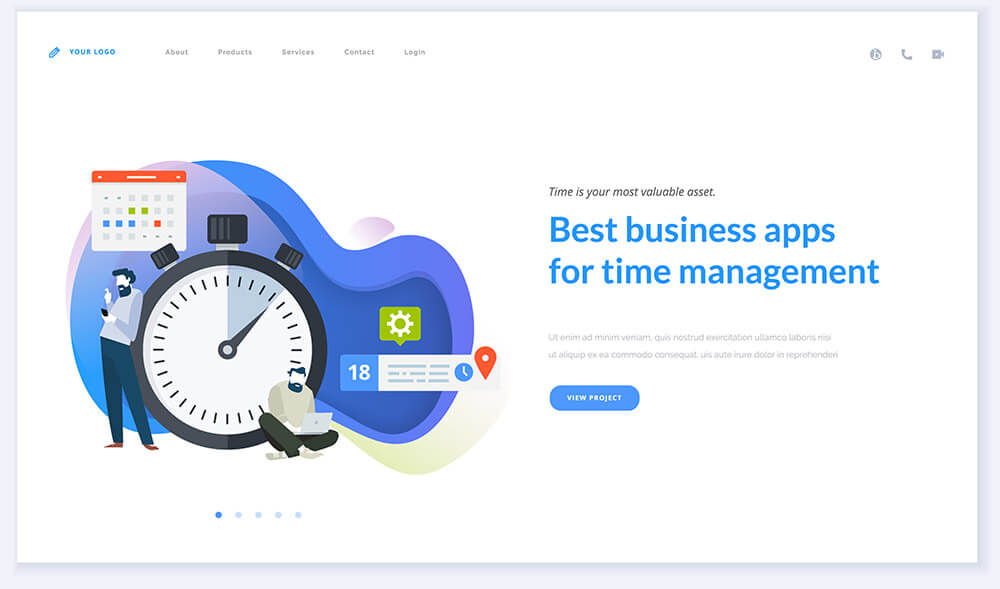 YOUR LOGO
About
Products
Services
Contact
Login
Time is your most valuable asset.
Best business apps
for time management
Ut enim ad minim veniam, quis nostrud exercitation ullamco laboris nisi
ut aliquip ex ea commodo consequat. uis aute irure dolor in reprehenderi
VIEW PROJECT
18